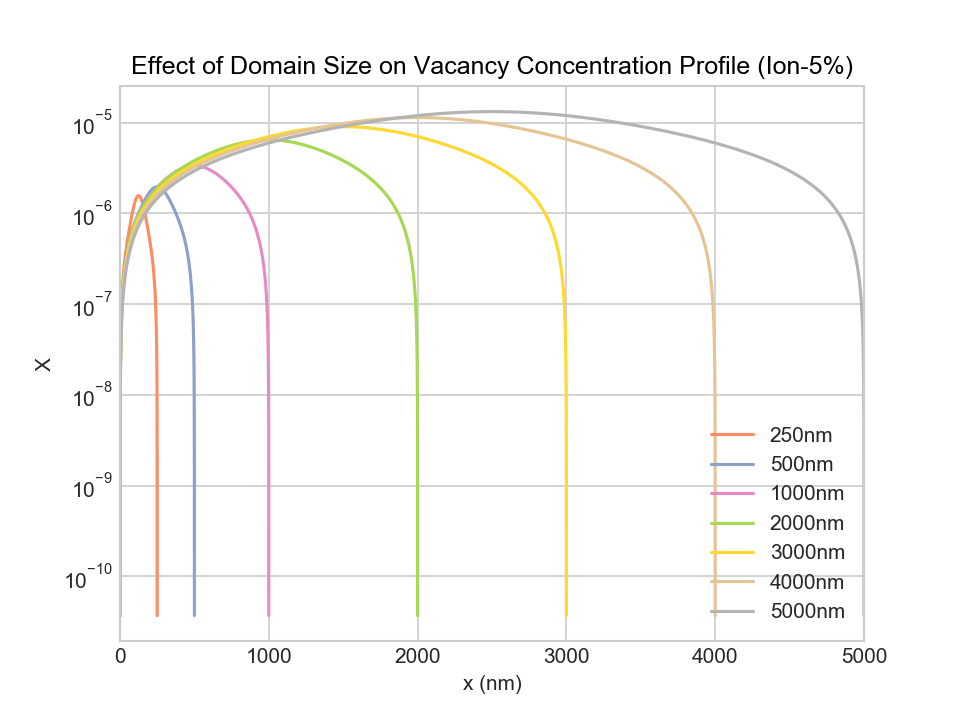 Effect of Domain Size on Vacancy Concentration Profile (Ion-5%)
10⁻⁵
10⁻⁶
10⁻⁷
10⁻⁸
10⁻⁹
10⁻¹⁰
X
250nm
500nm
1000nm
2000nm
3000nm
4000nm
5000nm
0 1000 2000 3000 4000 5000
x (nm)